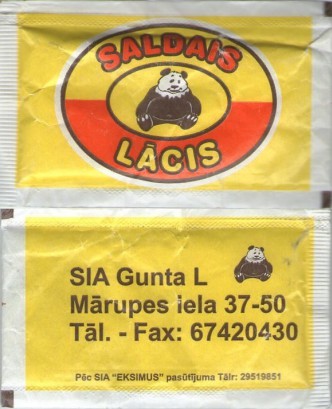 SALDAIS
LĀCIS
SIA Gunta L
Mārupes iela 37-50
Tāl. - Fax: 67420430
Pēc SIA "EKSIMUS" pasūtījuma Tālr: 29519851